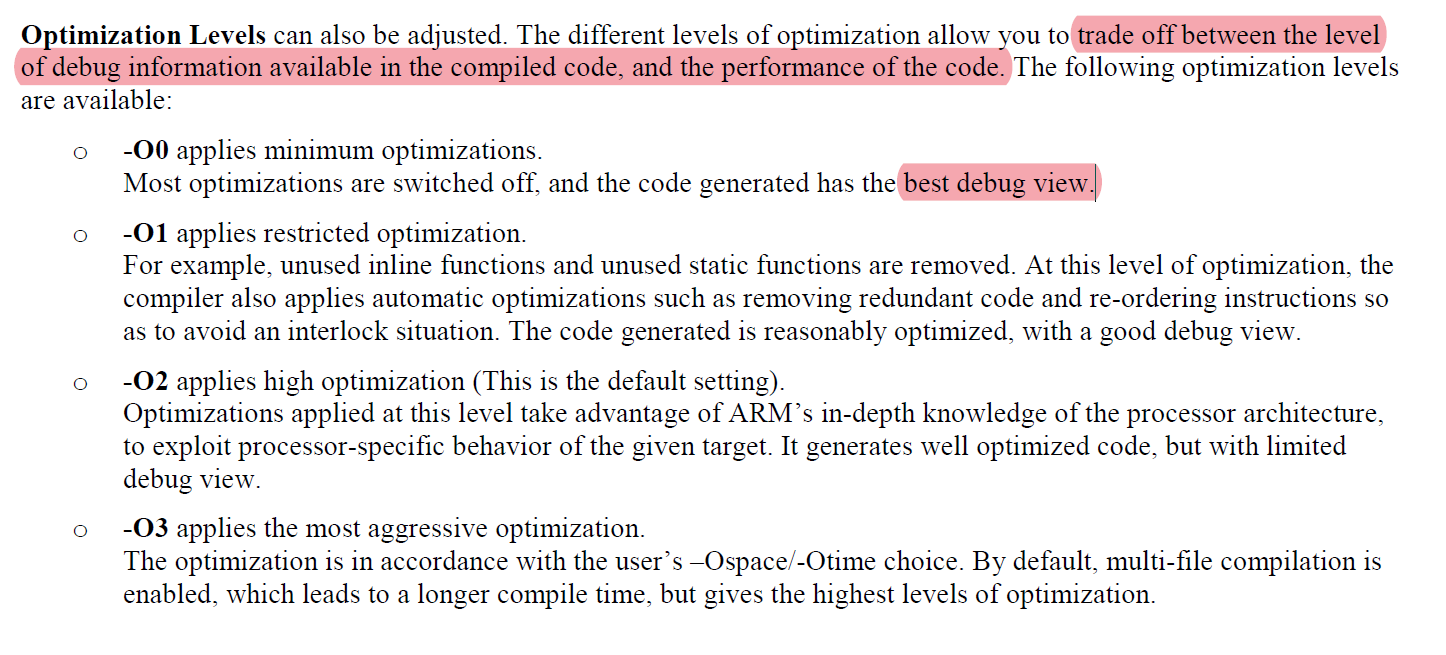 Optimization Levels can also be adjusted. The different levels of optimization allow you to trade off between the level
of debug information available in the compiled code, and the performance of the code. The following optimization levels
are available:
o -O0 applies minimum optimizations.
Most optimizations are switched off, and the code generated has the best debug view.
o -O1 applies restricted optimization.
For example, unused inline functions and unused static functions are removed. At this level of optimization, the
compiler also applies automatic optimizations such as removing redundant code and re-ordering instructions so
as to avoid an interlock situation. The code generated is reasonably optimized, with a good debug view.
o -O2 applies high optimization (This is the default setting).
Optimizations applied at this level take advantage of ARM’s in-depth knowledge of the processor architecture,
to exploit processor-specific behavior of the given target. It generates well optimized code, but with limited
debug view.
o -O3 applies the most aggressive optimization.
The optimization is in accordance with the user’s –Ospace/-Otime choice. By default, multi-file compilation is
enabled, which leads to a longer compile time, but gives the highest levels of optimization.